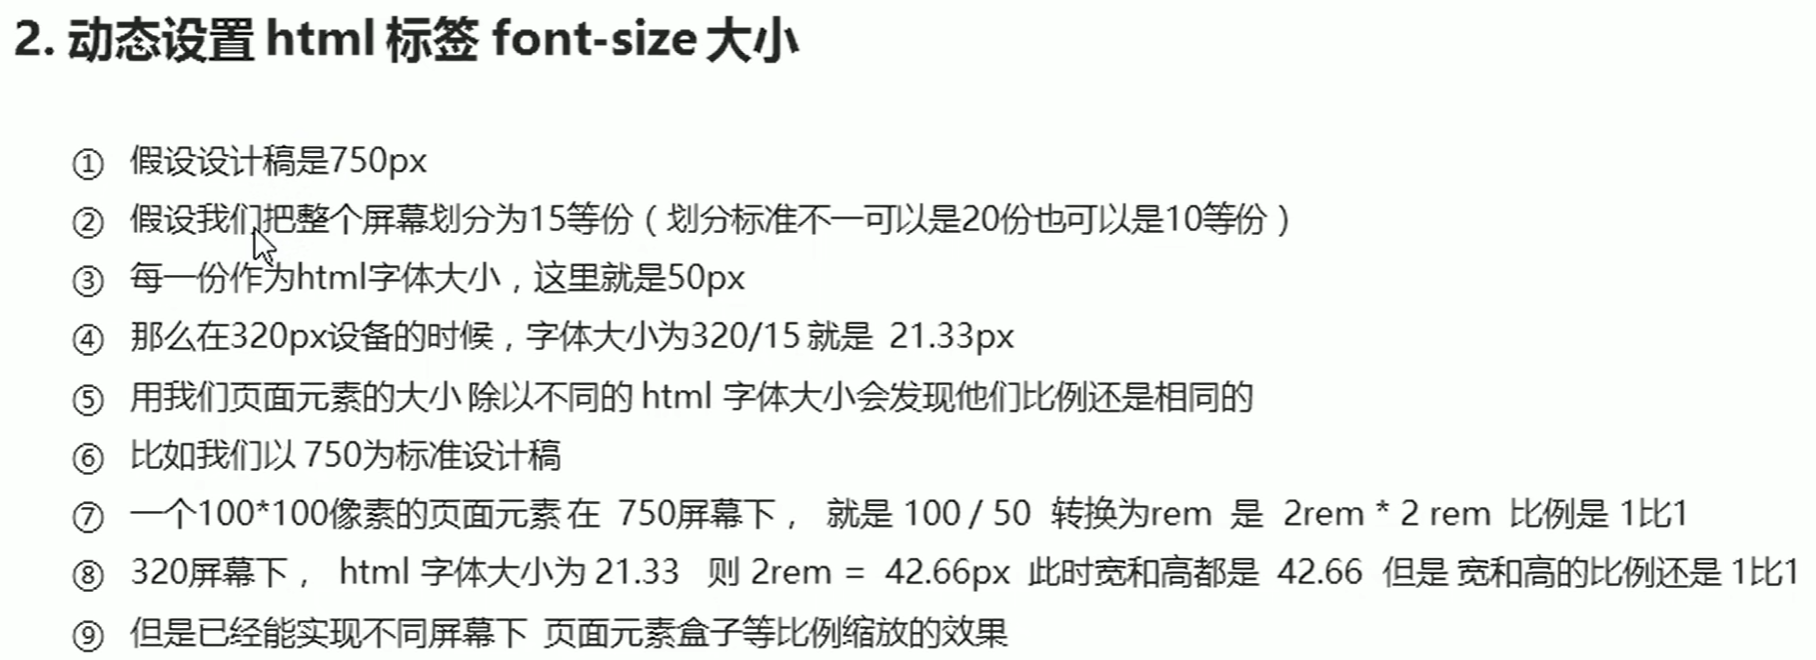 2. 动态设置 html 标签 font-size 大小
① 假设设计稿是750px
② 假设我们把整个屏幕划分为15等份（划分标准不一可以是20份也可以是10等份）
③ 每一份作为html字体大小，这里就是50px
④ 那么在320px设备的时候，字体大小为320/15 就是 21.33px
⑤ 用我们页面元素的大小 除以不同的 html 字体大小会发现他们比例还是相同的
⑥ 比如我们以 750为标准设计稿
⑦ 一个100*100像素的页面元素 在 750屏幕下， 就是 100 / 50 转换为rem 是 2rem * 2 rem 比例是 1比1
⑧ 320屏幕下， html 字体大小为 21.33 则 2rem = 42.66px 此时宽和高都是 42.66 但是 宽和高的比例还是 1比1
⑨ 但是已经能实现不同屏幕下 页面元素盒子等比例缩放的效果